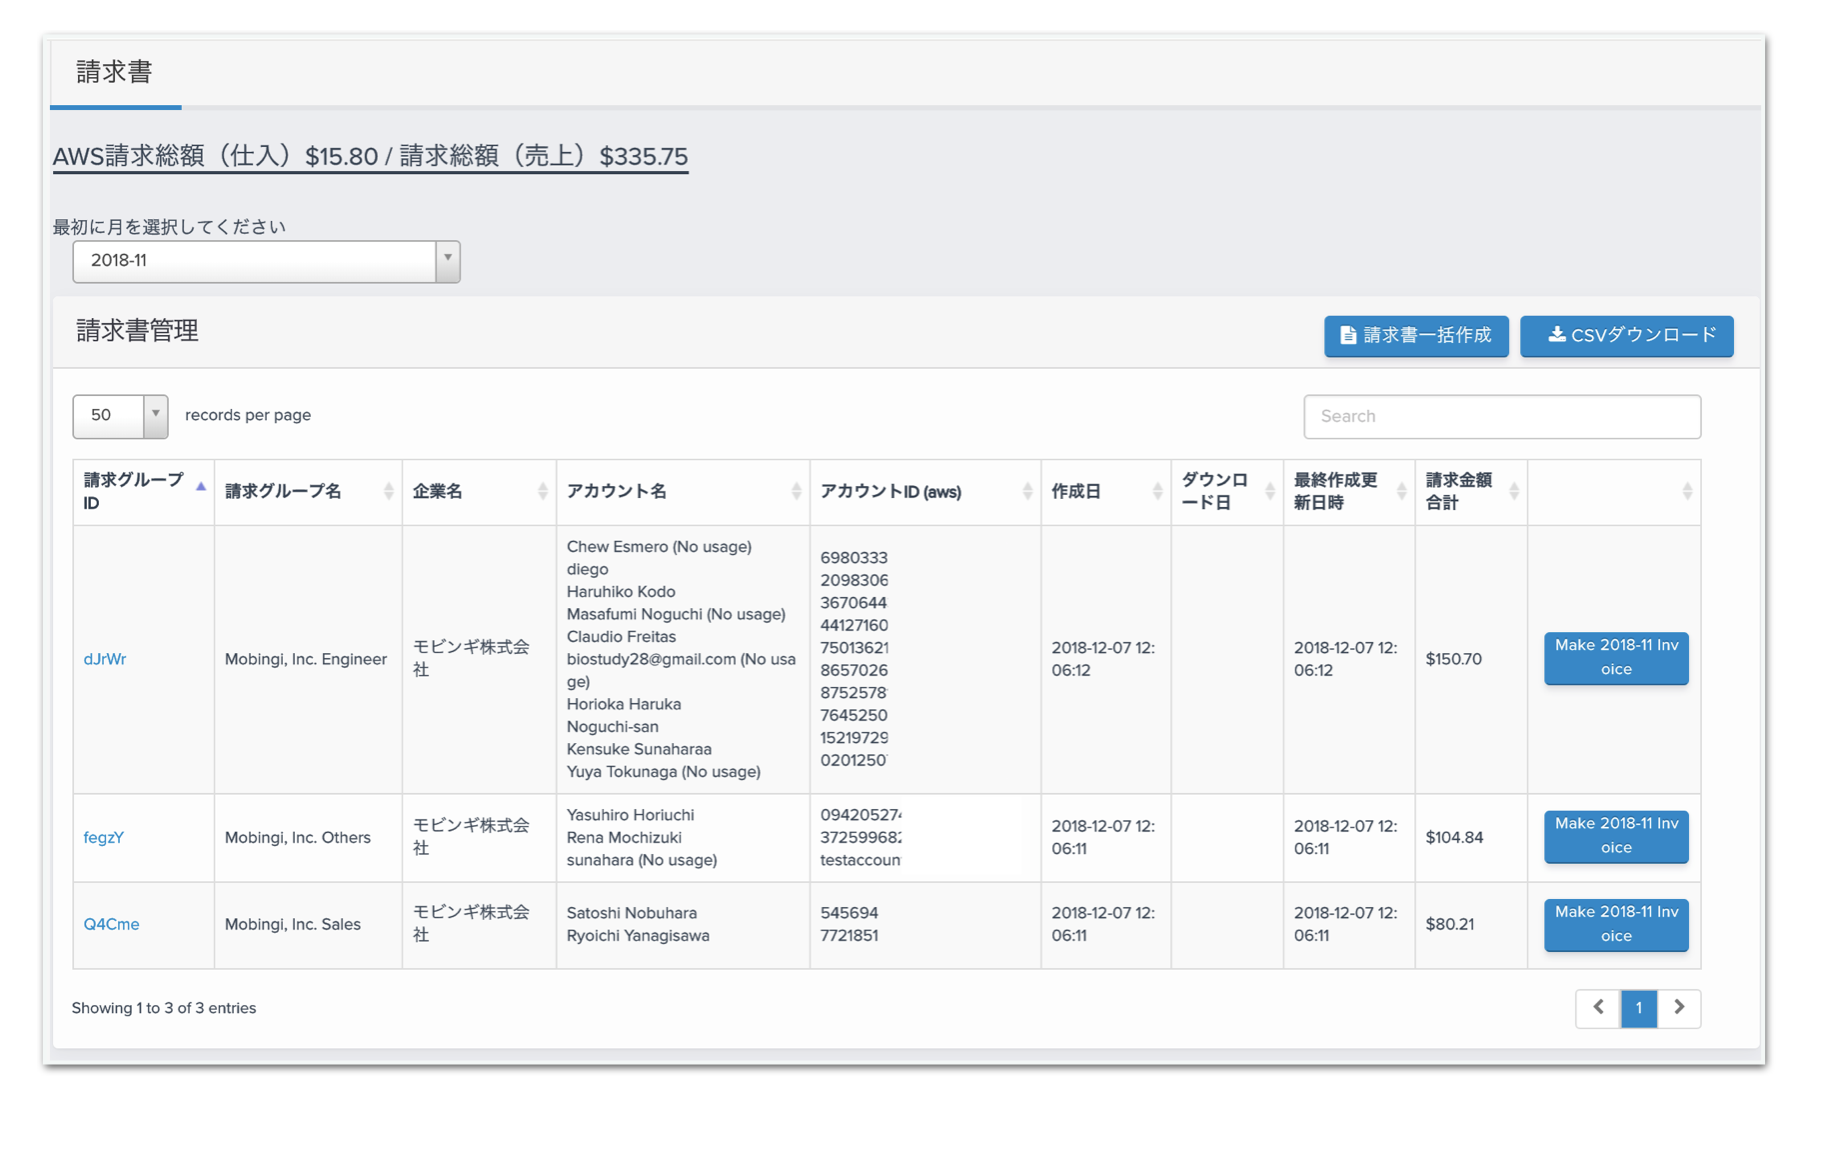 請求書
AWS請求総額（仕入）$15.80 / 請求総額（売上）$335.75
最初に月を選択してください
2018-11
請求書管理
請求書一括作成
CSVダウンロード
50 records per page
Search
請求グループ
ID
請求グループ名
企業名
アカウント名
アカウントID (aws)
作成日
ダウンロ
ード日
最終作成更
新日時
請求金額
合計
dJrWr
Mobingi, Inc. Engineer
モビンギ株式会
社
Chew Esmero (No usage)
diego
Haruhiko Kodo
Masafumi Noguchi (No usage)
Claudio Freitas
biostudy28@gmail.com (No usa
ge)
Horioka Haruka
Noguchi-san
Kensuke Sunaharaa
Yuya Tokunaga (No usage)
6980333
2098306
3670644
44127160
75013621
8657026
8752578
7645250
15219729
0201250
2018-12-07 12:
06:12
2018-12-07 12:
06:12
$150.70
Make 2018-11 Inv
oice
fegzY
Mobingi, Inc. Others
モビンギ株式会
社
Yasuhiro Horiuchi
Rena Mochizuki
sunahara (No usage)
09420527
37259968
testaccoun
2018-12-07 12:
06:11
2018-12-07 12:
06:11
$104.84
Make 2018-11 Inv
oice
Q4Cme
Mobingi, Inc. Sales
モビンギ株式会
社
Satoshi Nobuhara
Ryoichi Yanagisawa
545694
7721851
2018-12-07 12:
06:11
2018-12-07 12:
06:11
$80.21
Make 2018-11 Inv
oice
Showing 1 to 3 of 3 entries
1